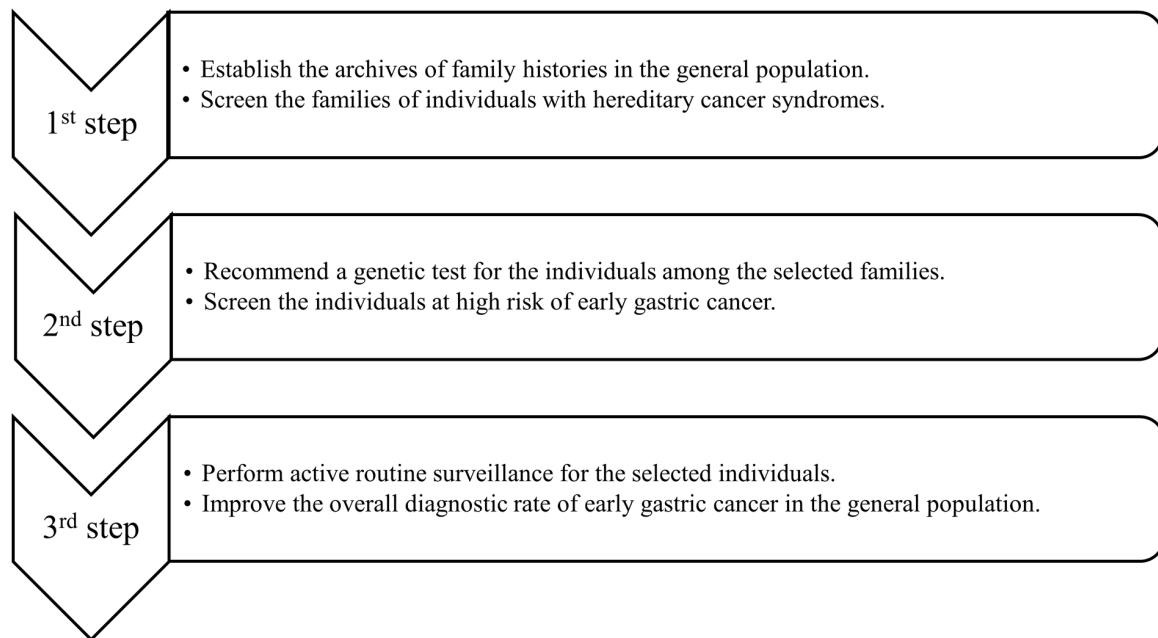 1st step
• Establish the archives of family histories in the general population.
• Screen the families of individuals with hereditary cancer syndromes.
2nd step
• Recommend a genetic test for the individuals among the selected families.
• Screen the individuals at high risk of early gastric cancer.
3rd step
• Perform active routine surveillance for the selected individuals.
• Improve the overall diagnostic rate of early gastric cancer in the general population.